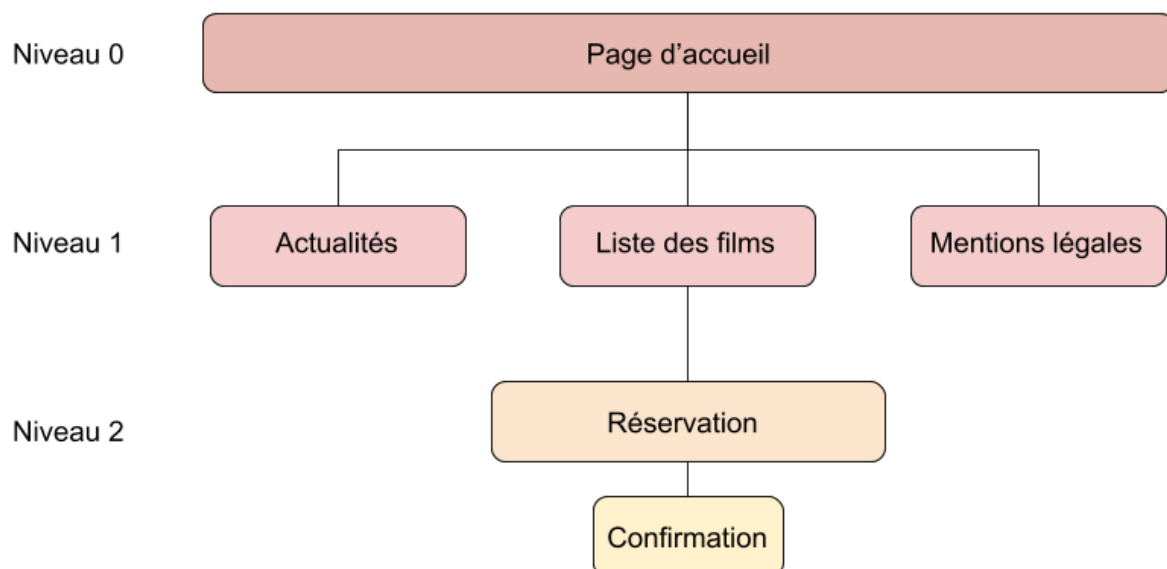 Niveau 0
Page d'accueil
Niveau 1
Actualités
Liste des films
Mentions légales
Niveau 2
Réservation
Confirmation